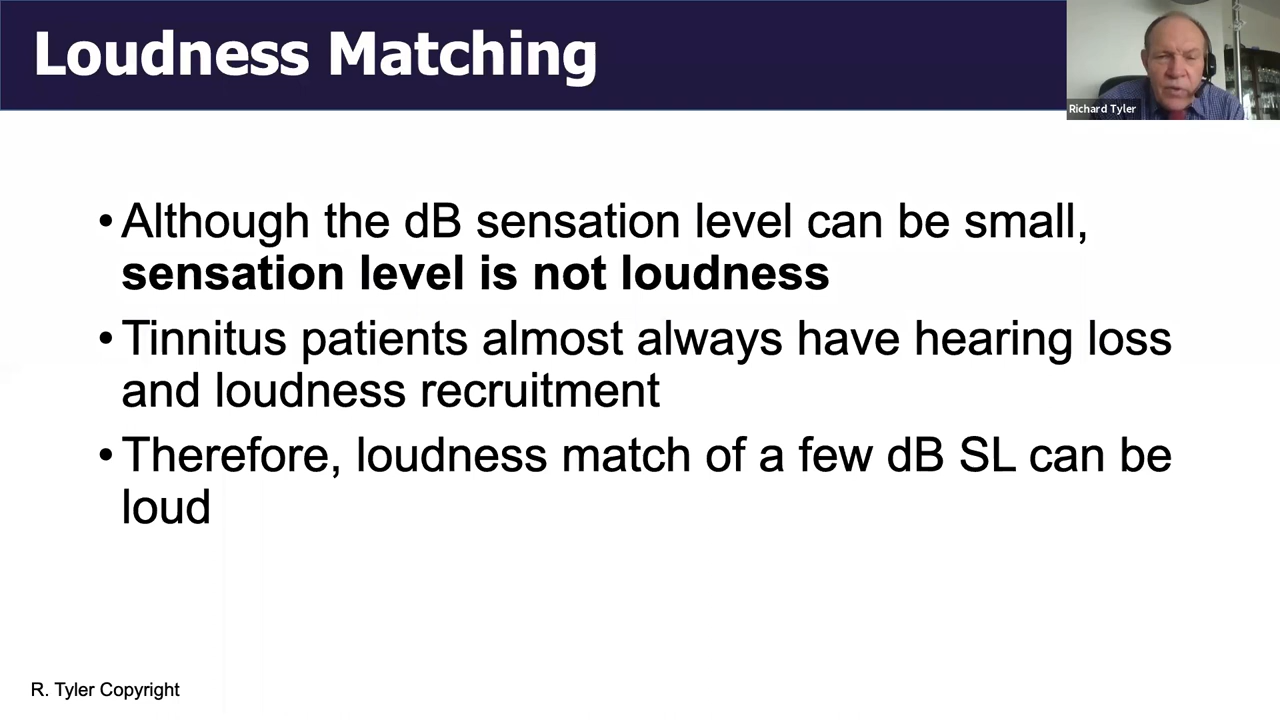 Loudness Matching
Richard Tyler
•Although the dB sensation level can be small,
sensation level is not loudness
•Tinnitus patients almost always have hearing loss
and loudness recruitment
•Therefore, loudness match of a few dB SL can be
loud
R. Tyler Copyright